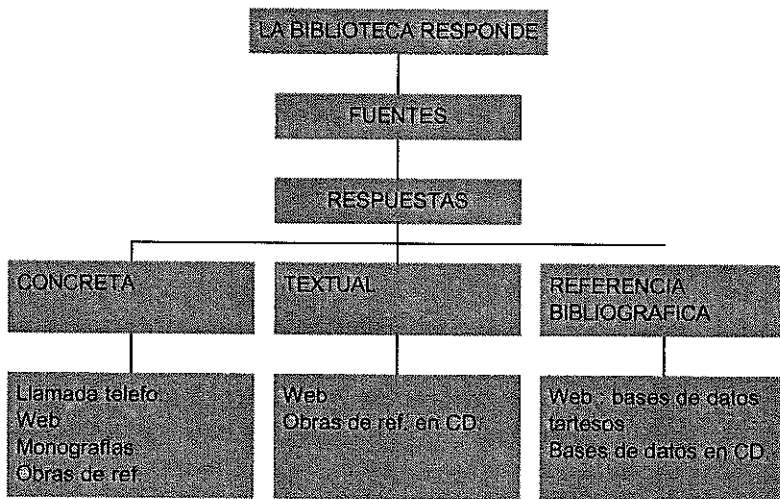 LA BIBLIOTECA RESPONDE
FUENTES
RESPUESTAS
CONCRETA
TEXTUAL
REFERENCIA
BIBLIOGRAFICA
Llamada telefo.
Web
Monografías
Obras de ref.
Web
Obras de ref. en CD.
Web : bases de datos
tartesos
Bases de datos en CD.